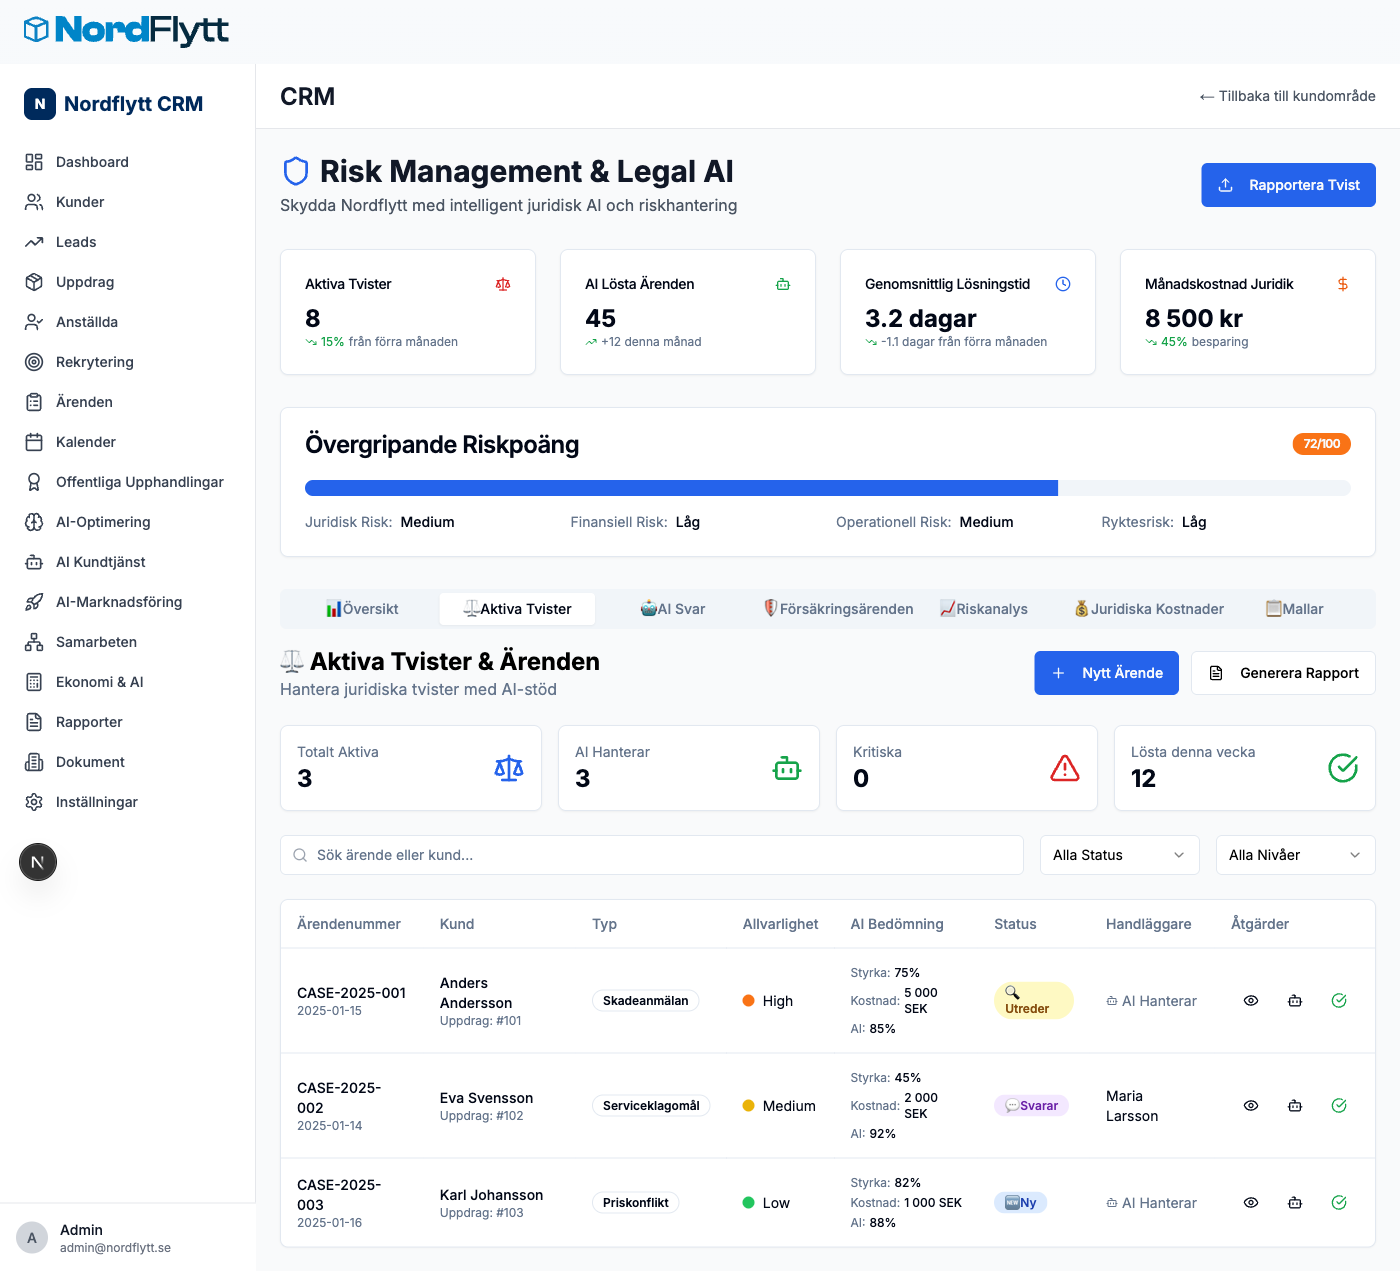 NordFlytt
N Nordflytt CRM
Dashboard
Kunder
Leads
Uppdrag
Anställda
Rekrytering
Ärenden
Kalender
Offentliga Upphandlingar
AI-Optimering
AI Kundtjänst
AI-Marknadsföring
Samarbeten
Ekonomi & AI
Rapporter
Dokument
Inställningar
N
A
Admin
admin@nordflytt.se
CRM
← Tillbaka till kundområde
Risk Management & Legal AI
Skydda Nordflytt med intelligent juridisk AI och riskhantering
Rapportera Tvist
Aktiva Tvister
8
15% från förra månaden
AI Lösta Ärenden
45
+12 denna månad
Genomsnittlig Lösningstid
3.2 dagar
-1.1 dagar från förra månaden
Månadskostnad Juridik
8 500 kr
45% besparing
Övergripande Riskpoäng
72/100
Juridisk Risk: Medium
Finansiell Risk: Låg
Operationell Risk: Medium
Ryktesrisk: Låg
📊Översikt
⚖️Aktiva Tvister
🤖AI Svar
🛡️Försäkringsärenden
📈Riskanalys
💰Juridiska Kostnader
📋Mallar
⚖️ Aktiva Tvister & Ärenden
Hantera juridiska tvister med AI-stöd
Nytt Ärende
Generera Rapport
Totalt Aktiva
3
AI Hanterar
3
Kritiska
0
Lösta denna vecka
12
Sök ärende eller kund...
Alla Status
Alla Nivåer
Ärendenummer Kund Typ Allvarlighet AI Bedömning Status Handläggare Åtgärder
CASE-2025-001
2025-01-15
Anders
Andersson
Uppdrag: #101
Skadeanmälan
High
Styrka: 75%
Kostnad: 5 000
SEK
AI: 85%
🔍
Utreder
AI Hanterar
CASE-2025-
002
2025-01-14
Eva Svensson
Uppdrag: #102
Serviceklagomål
Medium
Styrka: 45%
Kostnad: 2 000
SEK
AI: 92%
💬Svarar
Maria
Larsson
CASE-2025-
003
2025-01-16
Karl Johansson
Uppdrag: #103
Priskonflikt
Low
Styrka: 82%
Kostnad: 1 000 SEK
AI: 88%
🆕Ny
AI Hanterar